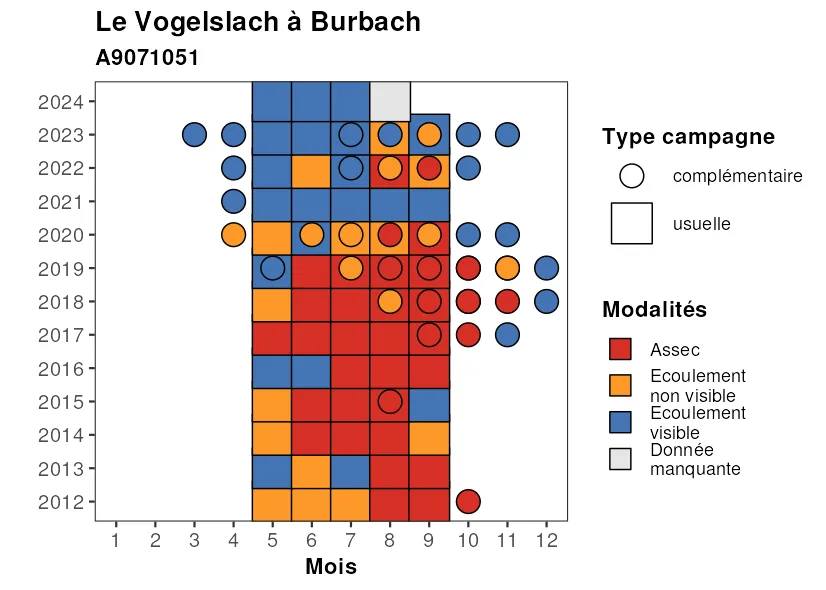 Le Vogelslach à Burbach
A9071051
2024
2023
2022
2021
2020
2019
2018
2017
2016
2015
2014
2013
2012
1 2 3 4 5 6 7 8 9 10 11 12
Mois
Type campagne
complémentaire
usuelle
Modalités
Assec
Ecoulement
non visible
Ecoulement
visible
Donnée
manquante